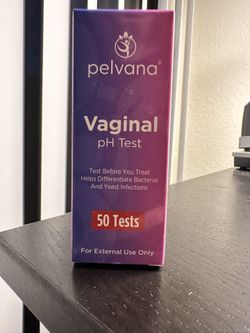 pelvana®
Vaginal
pH Test
Test Before You Treat
Helps Differentiate Bacterial
And Yeast Infections
50 Tests
For External Use Only